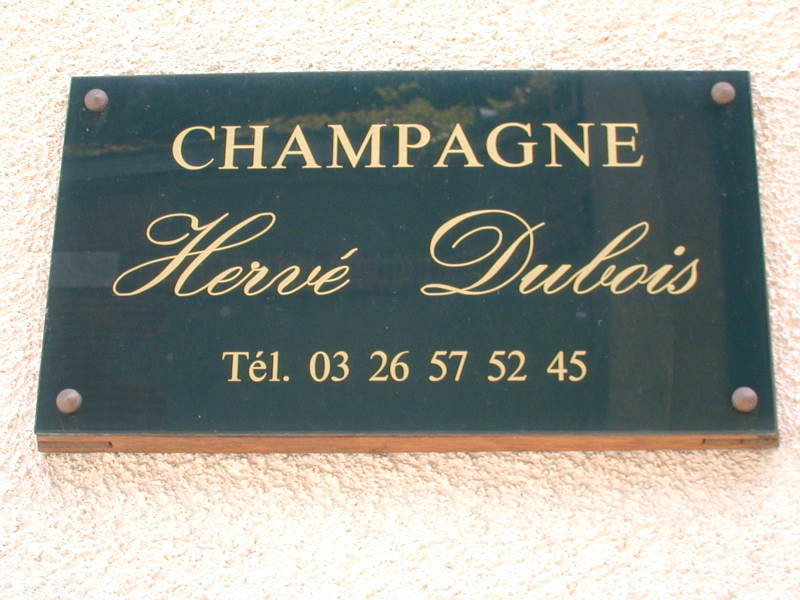 CHAMPAGNE
Hervé Dubois
Tél. 03 26 57 52 45